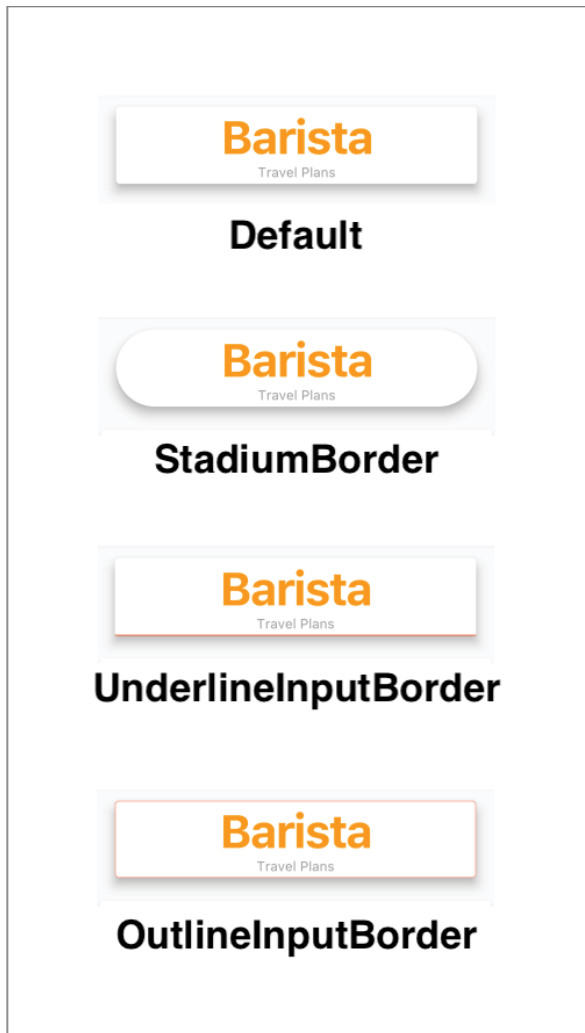 Barista
Travel Plans
Default
Barista
Travel Plans
StadiumBorder
Barista
Travel Plans
UnderlineInputBorder
Barista
Travel Plans
OutlineInputBorder